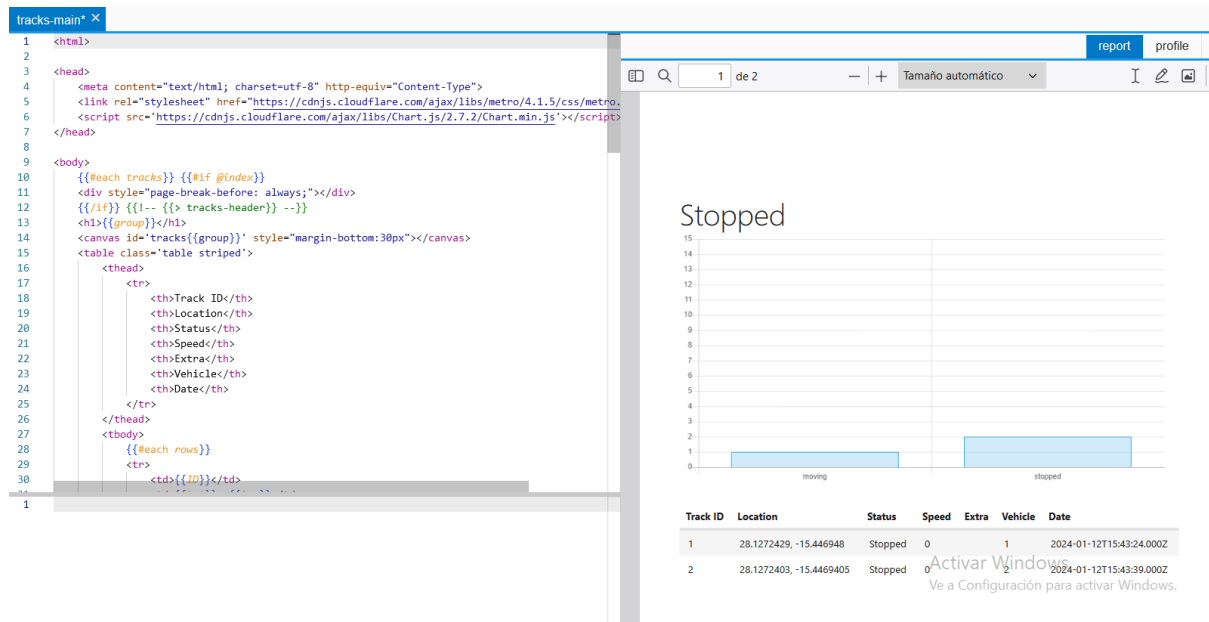 tracks-main* ×
1 <html>
2
3 <head>
4 <meta content="text/html; charset=utf-8" http-equiv="Content-Type">
5 <link rel="stylesheet" href="https://cdnjs.cloudflare.com/ajax/libs/metro/4.1.5/css/metro.
6 <script src='https://cdnjs.cloudflare.com/ajax/libs/Chart.js/2.7.2/Chart.min.js'></script>
7 </head>
8
9 <body>
10 {{#each tracks}} {{#if @index}}
11 <div style="page-break-before: always;"></div>
12 {{/if}} {{!-- {{> tracks-header}} --}}
13 <h1>{{group}}</h1>
14 <canvas id='tracks{{group}}' style="margin-bottom:30px"></canvas>
15 <table class='table striped'>
16 <thead>
17 <tr>
18 <th>Track ID</th>
19 <th>Location</th>
20 <th>Status</th>
21 <th>Speed</th>
22 <th>Extra</th>
23 <th>Vehicle</th>
24 <th>Date</th>
25 </tr>
26 </thead>
27 <tbody>
28 {{#each rows}}
29 <tr>
30 <td>{{ID}}</td>
1
report profile
1 de 2 — + Tamaño automático
Stopped
15
14
13
12
11
10
9
8
7
6
5
4
3
2
1
0
moving stopped
Track ID Location Status Speed Extra Vehicle Date
1 28.1272429, -15.446948 Stopped 0 1 2024-01-12T15:43:24.000Z
2 28.1272403, -15.4469405 Stopped 0 2 2024-01-12T15:43:39.000Z
Activar Windows
Ve a Configuración para activar Windows.